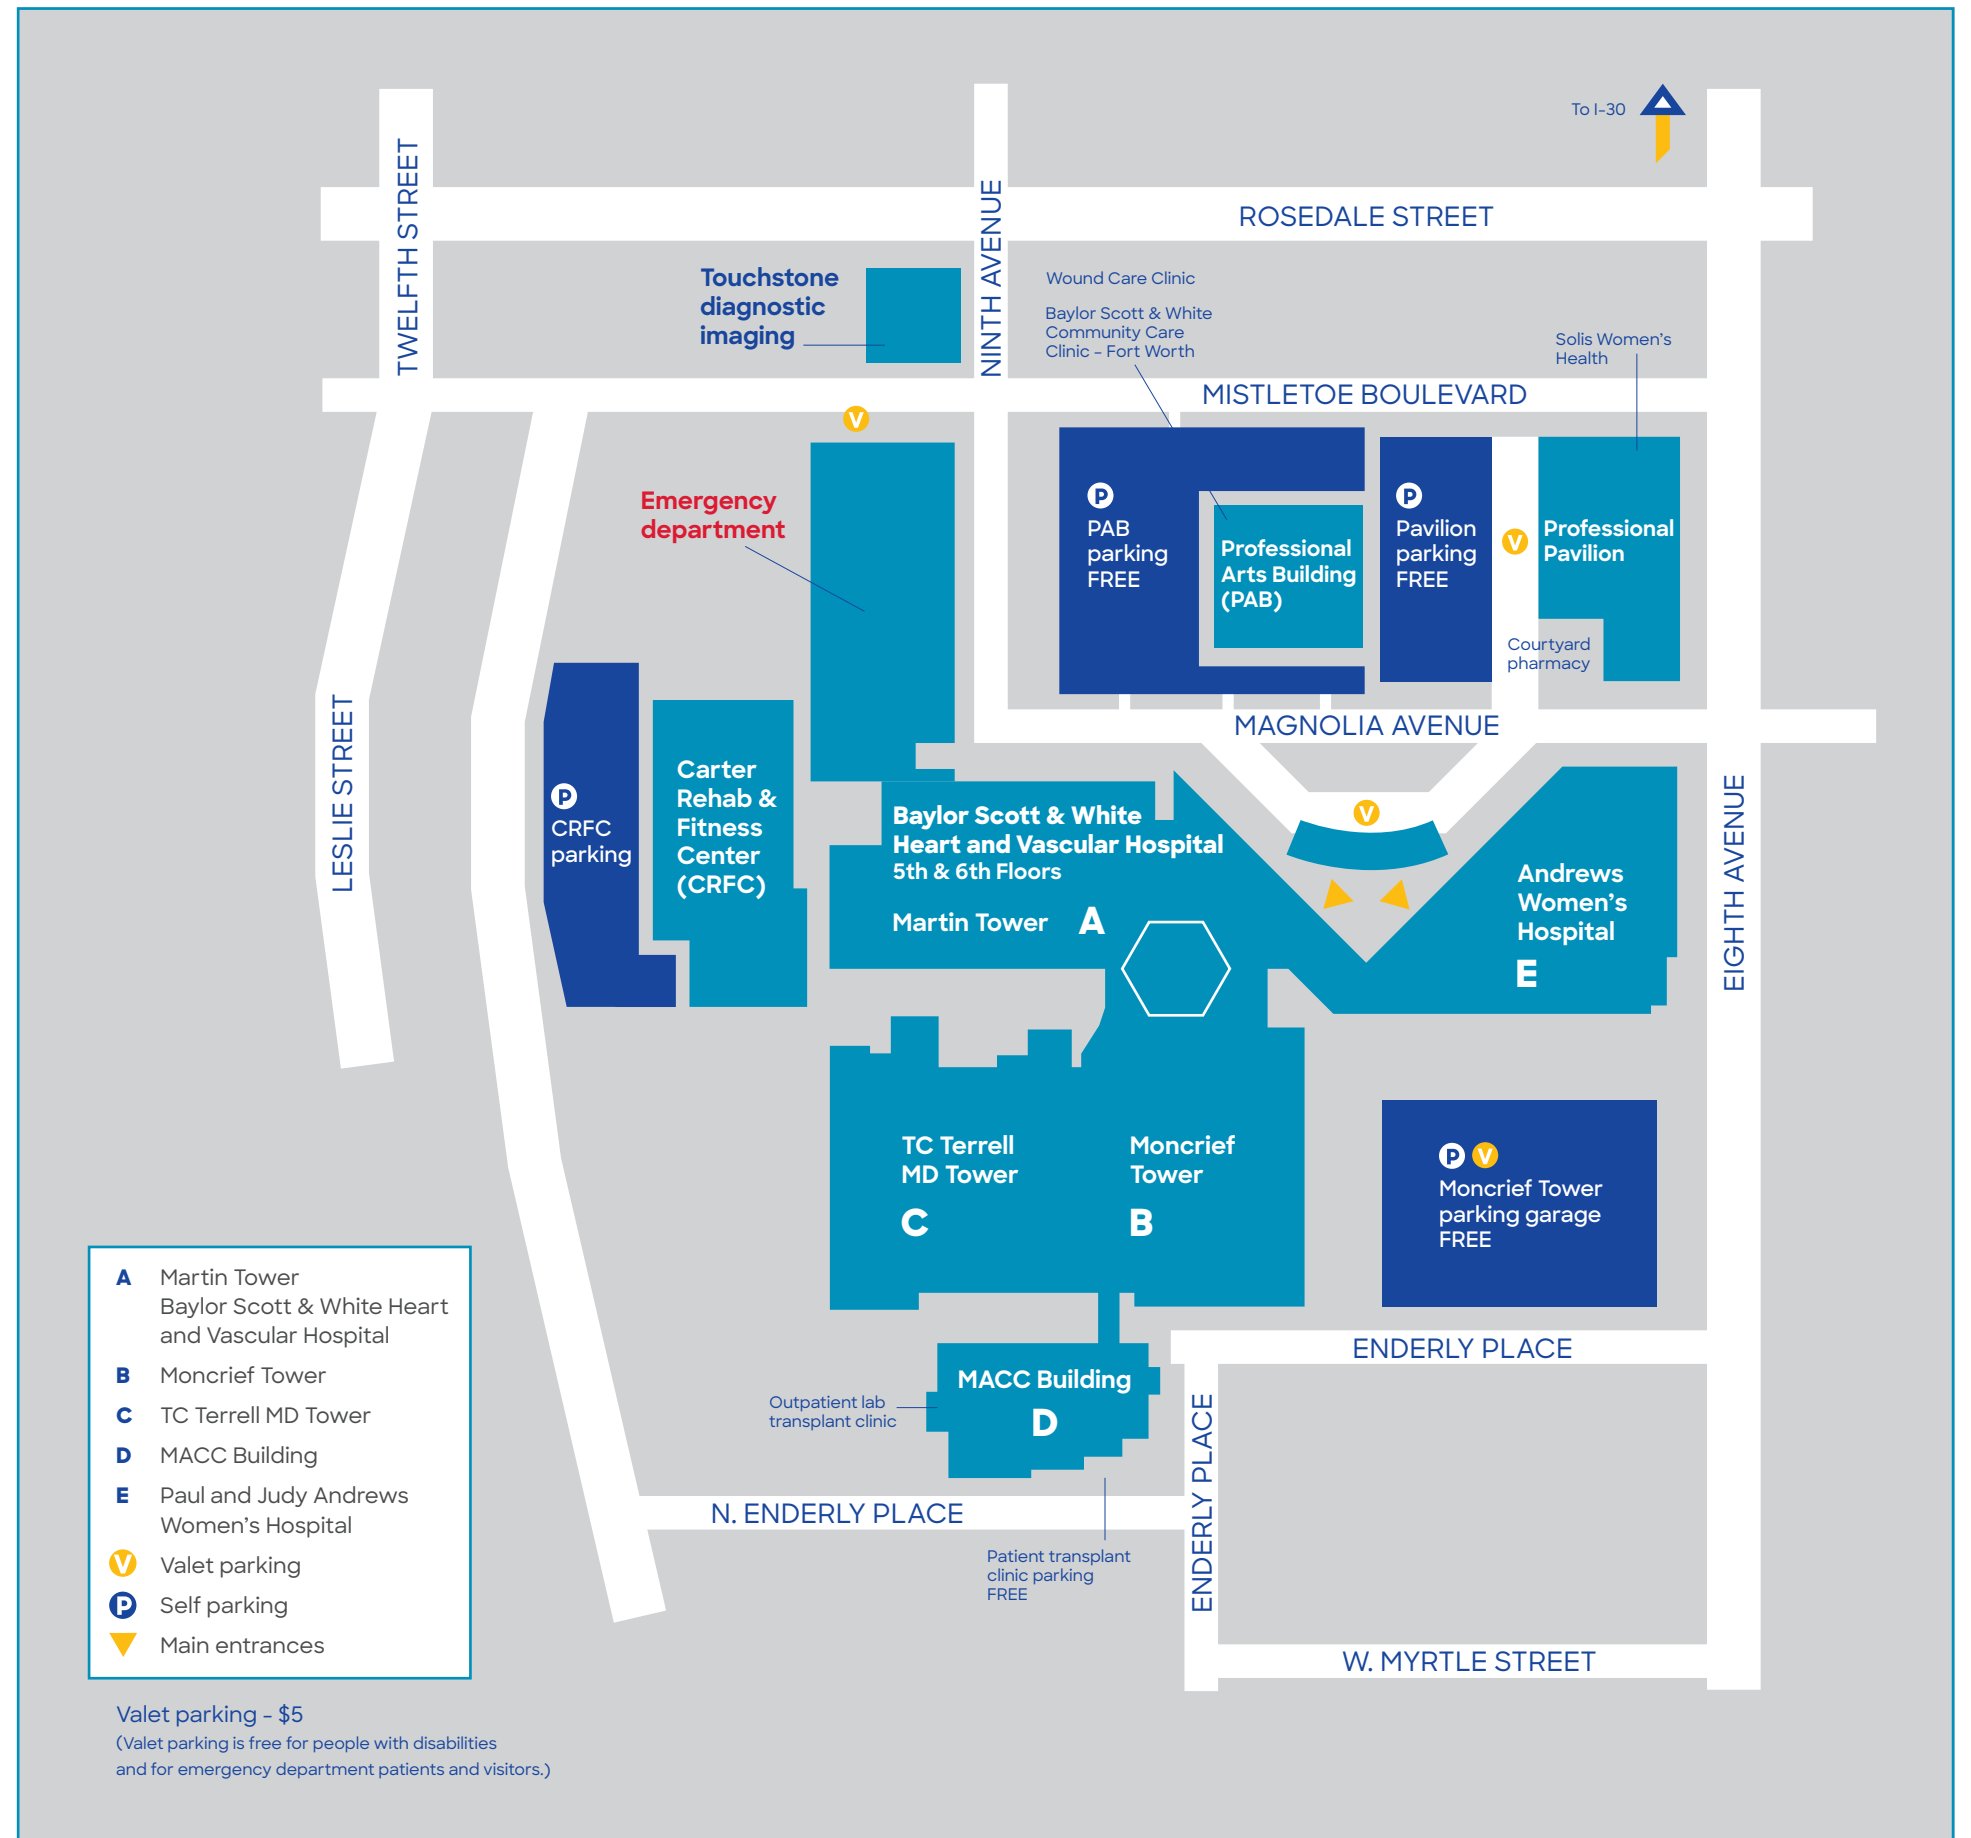 To I-30
TWELFTH STREET
NINTH AVENUE
ROSEDALE STREET
Touchstone
diagnostic
imaging
Wound Care Clinic
Baylor Scott & White
Community Care
Clinic - Fort Worth
Solis Women's
Health
MISTLETOE BOULEVARD
V
Emergency
department
P
PAB
parking
FREE
Professional
Arts Building
(PAB)
P
Pavilion
parking
FREE
V
Professional
Pavilion
Courtyard
pharmacy
MAGNOLIA AVENUE
LESLIE STREET
P
CRFC
parking
Carter
Rehab &
Fitness
Center
(CRFC)
Baylor Scott & White
Heart and Vascular Hospital
5th & 6th Floors
Martin Tower A
V
Andrews
Women's
Hospital
E
EIGHTH AVENUE
TC Terrell
MD Tower
C
Moncrief
Tower
B
P V
Moncrief Tower
parking garage
FREE
ENDERLY PLACE
MACC Building
D
Outpatient lab
transplant clinic
ENDERLY PLACE
N. ENDERLY PLACE
Patient transplant
clinic parking
FREE
W. MYRTLE STREET
A Martin Tower
Baylor Scott & White Heart
and Vascular Hospital
B Moncrief Tower
C TC Terrell MD Tower
D MACC Building
E Paul and Judy Andrews
Women's Hospital
V Valet parking
P Self parking
Main entrances
Valet parking - $5
(Valet parking is free for people with disabilities
and for emergency department patients and visitors.)